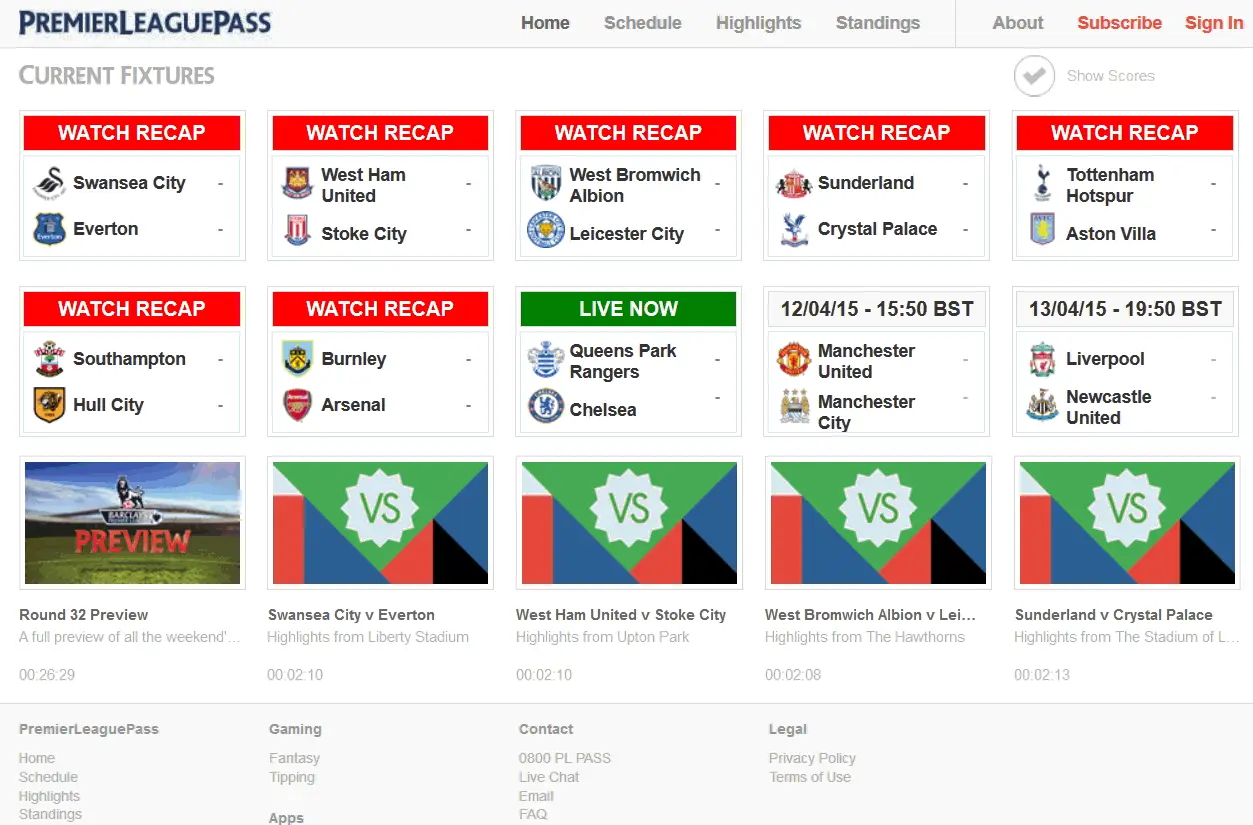 PREMIERLEAGUEPASS
Home Schedule Highlights Standings About Subscribe Sign In
CURRENT FIXTURES
Show Scores
WATCH RECAP
Swansea City -
Everton -
WATCH RECAP
West Ham
United -
Stoke City -
WATCH RECAP
West Bromwich
Albion -
Leicester City -
WATCH RECAP
Sunderland -
Crystal Palace -
WATCH RECAP
Tottenham
Hotspur -
Aston Villa -
WATCH RECAP
Southampton -
Hull City -
WATCH RECAP
Burnley -
Arsenal -
LIVE NOW
Queens Park
Rangers -
Chelsea -
12/04/15 - 15:50 BST
Manchester
United -
Manchester
City -
13/04/15 - 19:50 BST
Liverpool -
Newcastle
United -
BARCLAYS
PREVIEW
Round 32 Preview
A full preview of all the weekend'...
00:26:29
VS
Swansea City v Everton
Highlights from Liberty Stadium
00:02:10
VS
West Ham United v Stoke City
Highlights from Upton Park
00:02:10
VS
West Bromwich Albion v Lei...
Highlights from The Hawthorns
00:02:08
VS
Sunderland v Crystal Palace
Highlights from The Stadium of L...
00:02:13
PREMIERLEAGUEPASS
Home
Schedule
Highlights
Standings
Gaming
Fantasy
Tipping
Apps
Contact
0800 PL PASS
Live Chat
Email
FAQ
Legal
Privacy Policy
Terms of Use